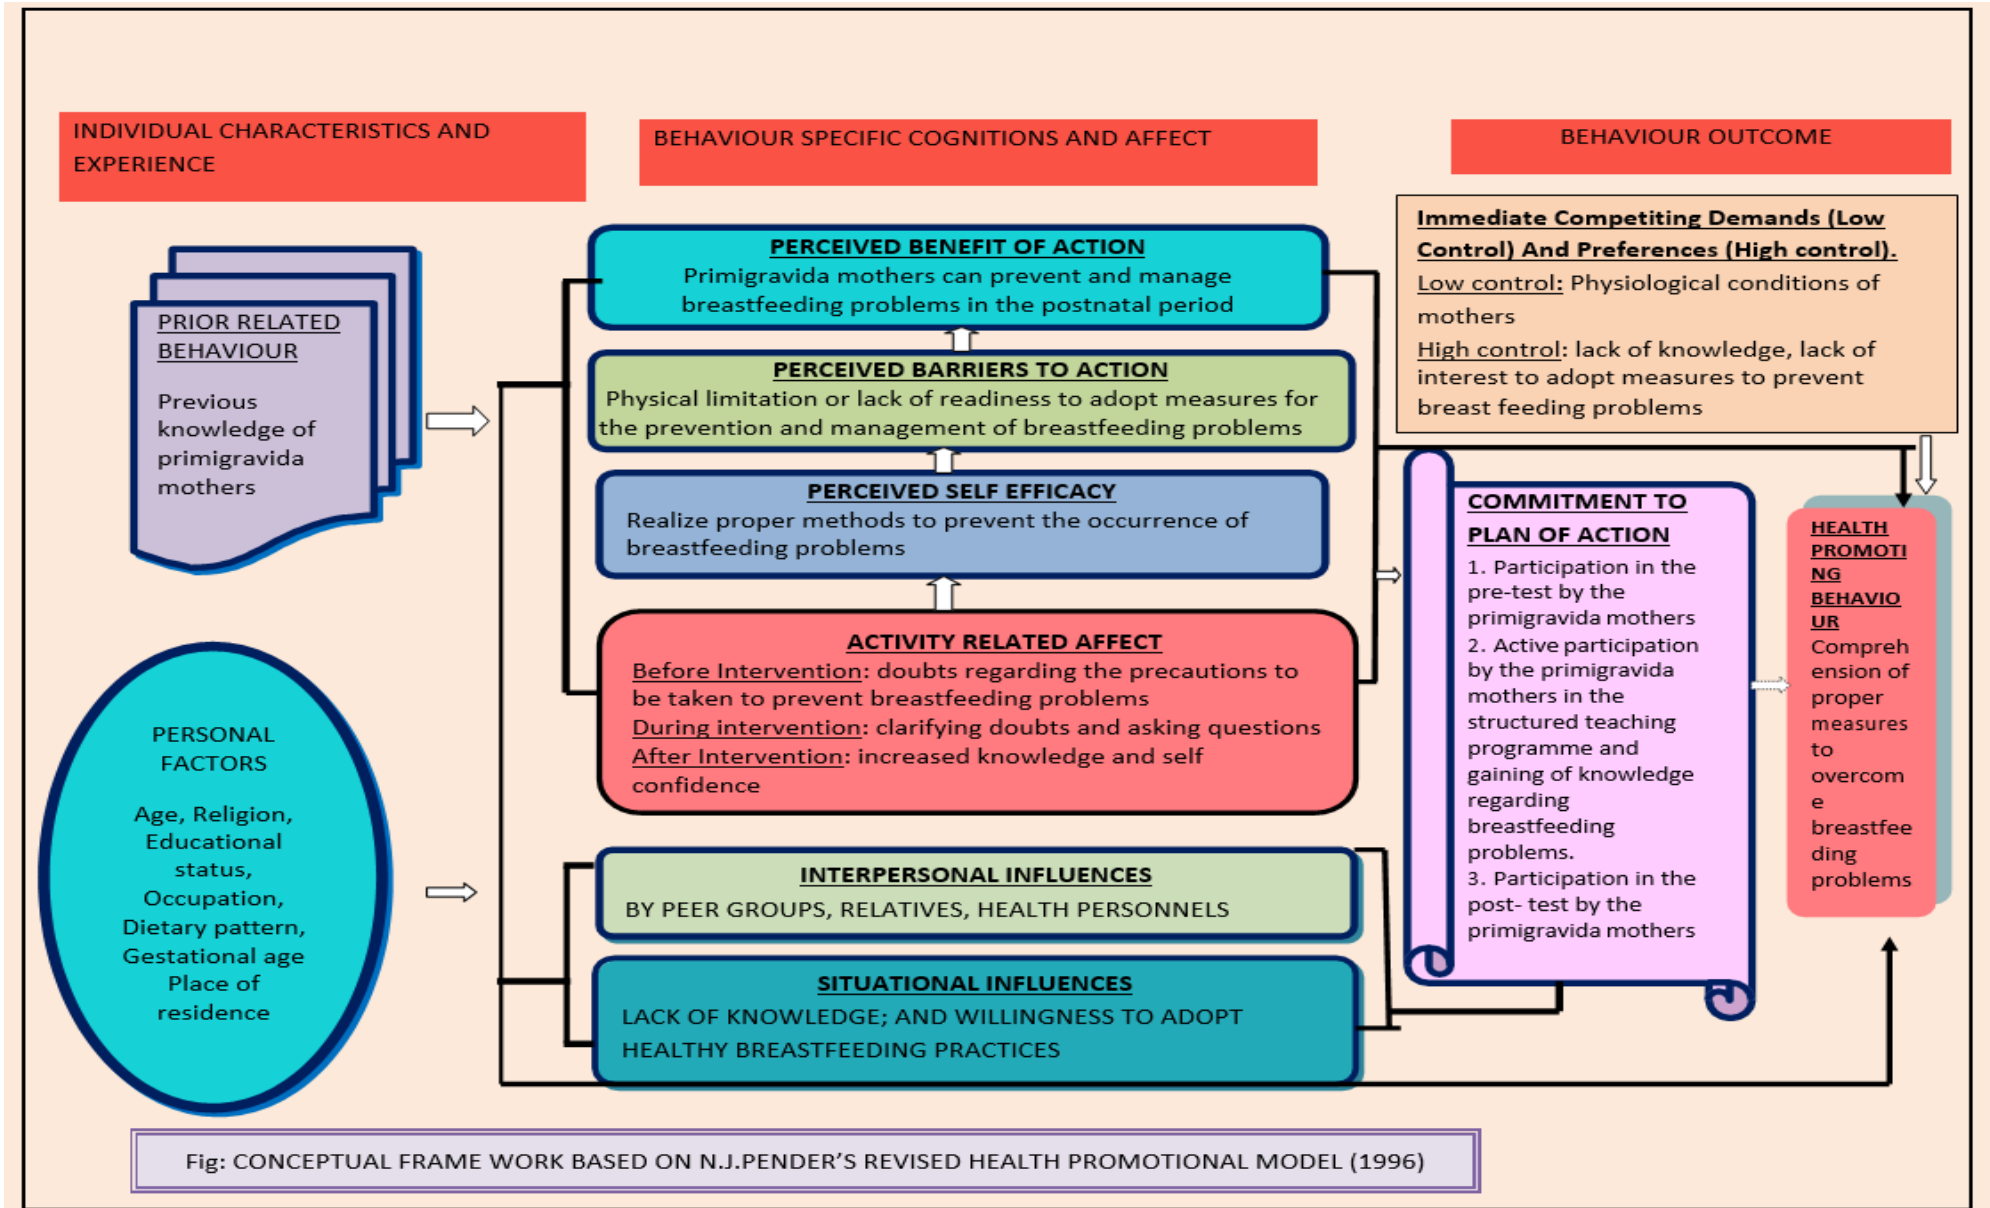 INDIVIDUAL CHARACTERISTICS AND
EXPERIENCE
BEHAVIOUR SPECIFIC COGNITIONS AND AFFECT
BEHAVIOUR OUTCOME
PRIOR RELATED
BEHAVIOUR
Previous
knowledge of
primigravida
mothers
PERSONAL
FACTORS
Age, Religion,
Educational
status,
Occupation,
Dietary pattern,
Gestational age
Place of
residence
PERCEIVED BENEFIT OF ACTION
Primigravida mothers can prevent and manage
breastfeeding problems in the postnatal period
PERCEIVED BARRIERS TO ACTION
Physical limitation or lack of readiness to adopt measures for
the prevention and management of breastfeeding problems
PERCEIVED SELF EFFICACY
Realize proper methods to prevent the occurrence of
breastfeeding problems
ACTIVITY RELATED AFFECT
Before Intervention: doubts regarding the precautions to
be taken to prevent breastfeeding problems
During intervention: clarifying doubts and asking questions
After Intervention: increased knowledge and self
confidence
INTERPERSONAL INFLUENCES
BY PEER GROUPS, RELATIVES, HEALTH PERSONNELS
SITUATIONAL INFLUENCES
LACK OF KNOWLEDGE; AND WILLINGNESS TO ADOPT
HEALTHY BREASTFEEDING PRACTICES
Immediate Competiting Demands (Low
Control) And Preferences (High control).
Low control: Physiological conditions of
mothers
High control: lack of knowledge, lack of
interest to adopt measures to prevent
breast feeding problems
COMMITMENT TO
PLAN OF ACTION
1. Participation in the
pre-test by the
primigravida mothers
2. Active participation
by the primigravida
mothers in the
structured teaching
programme and
gaining of knowledge
regarding
breastfeeding
problems.
3. Participation in the
post- test by the
primigravida mothers
HEALTH
PROMOTI
NG
BEHAVIO
UR
Compreh
ension of
proper
measures
to
overcom
e
breastfee
ding
problems
Fig: CONCEPTUAL FRAME WORK BASED ON N.J.PENDER'S REVISED HEALTH PROMOTIONAL MODEL (1996)